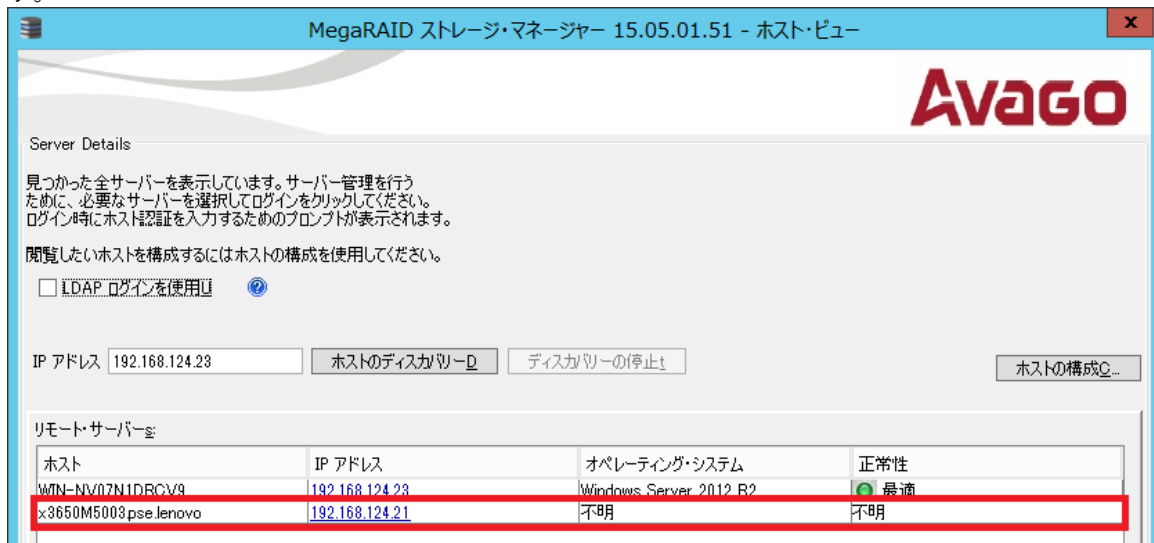 す。
MegaRAID ストレージ・マネージャー 15.05.01.51 - ホスト・ビュー
x
Avago
Server Details
見つかった全サーバーを表示しています。サーバー管理を行う
ために、必要なサーバーを選択してログインをクリックしてください。
ログイン時にホスト認証を入力するためのプロンプトが表示されます。
閲覧したいホストを構成するにはホストの構成を使用してください。
LDAP ログインを使用U ?
IP アドレス 192.168.124.23 ホストのディスカバリーD ディスカバリーの停止t
ホストの構成C...
リモート・サーバーs:
ホスト IP アドレス オペレーティング・システム 正常性
WIN-NV07N1DRCV9 192.168.124.23 Windows Server 2012 R2 最適
x3650M5003.pse.lenovo 192.168.124.21 不明 不明